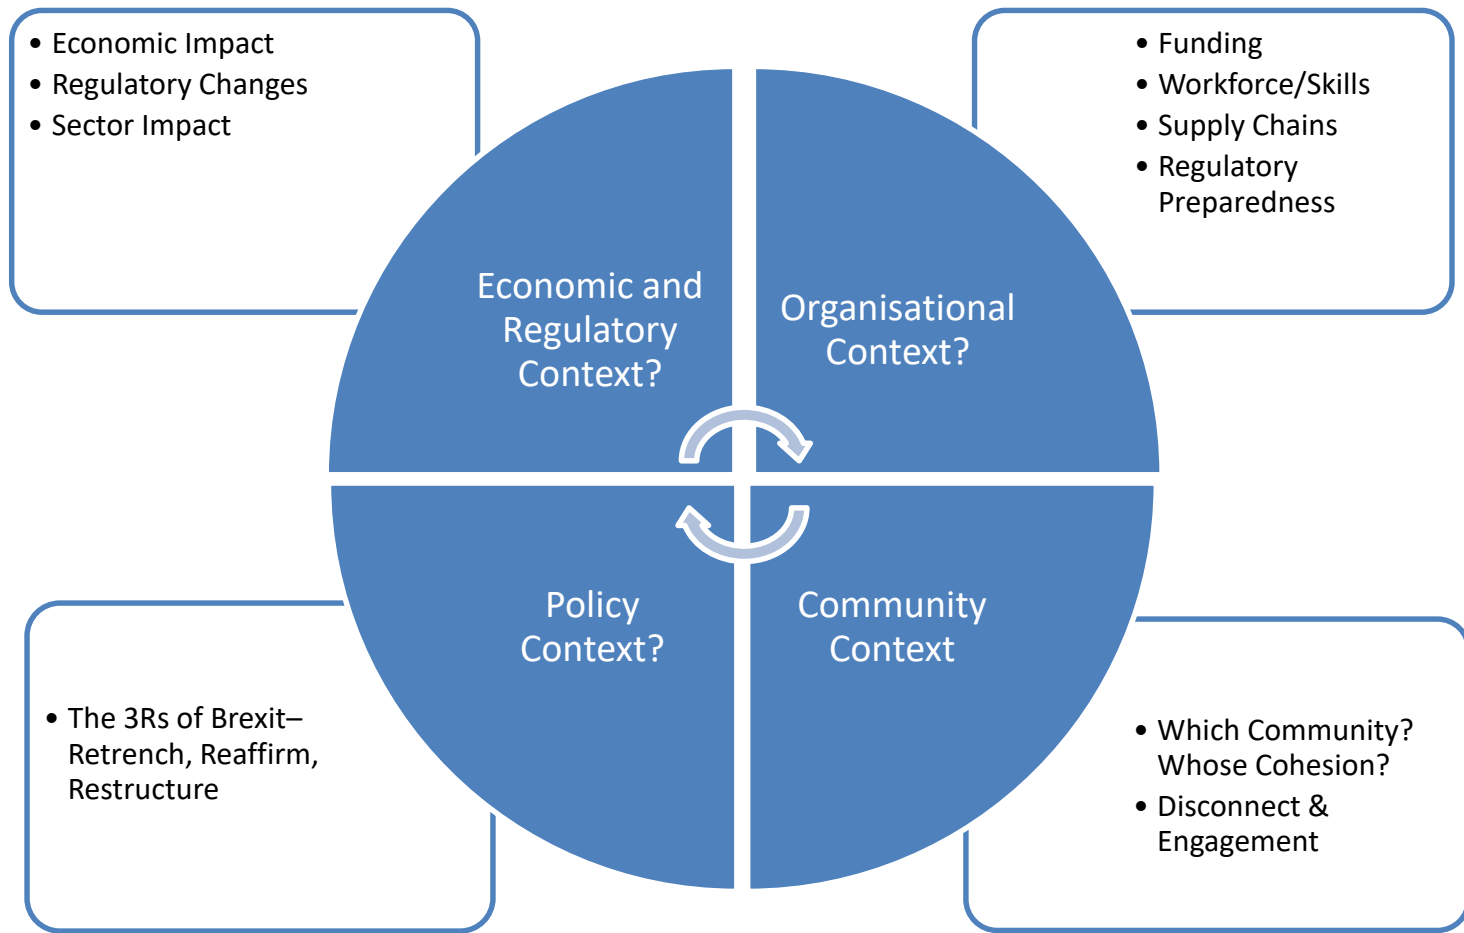 • Economic Impact
• Regulatory Changes
• Sector Impact
• Funding
• Workforce/Skills
• Supply Chains
• Regulatory
Preparedness
Economic and
Regulatory
Context?
Organisational
Context?
Policy
Context?
Community
Context
• The 3Rs of Brexit–
Retrench, Reaffirm,
Restructure
• Which Community?
Whose Cohesion?
• Disconnect &
Engagement